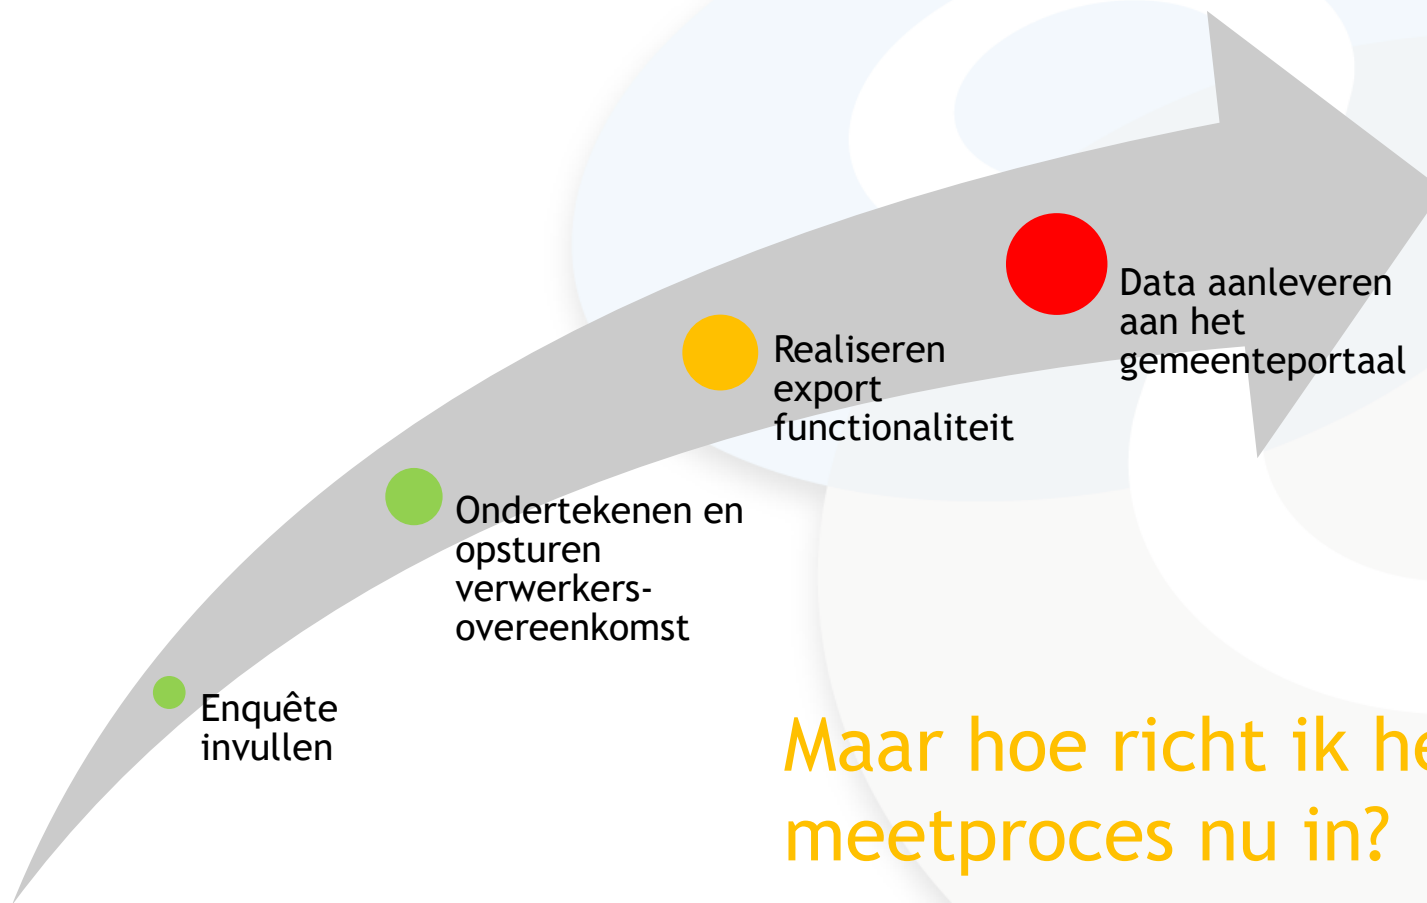 Data aanleveren
aan het
gemeenteportaal
Realiseren
export
functionaliteit
Ondertekenen en
opsturen
verwerkers-
overeenkomst
Enquête
invullen
Maar hoe richt ik he
meetproces nu in?